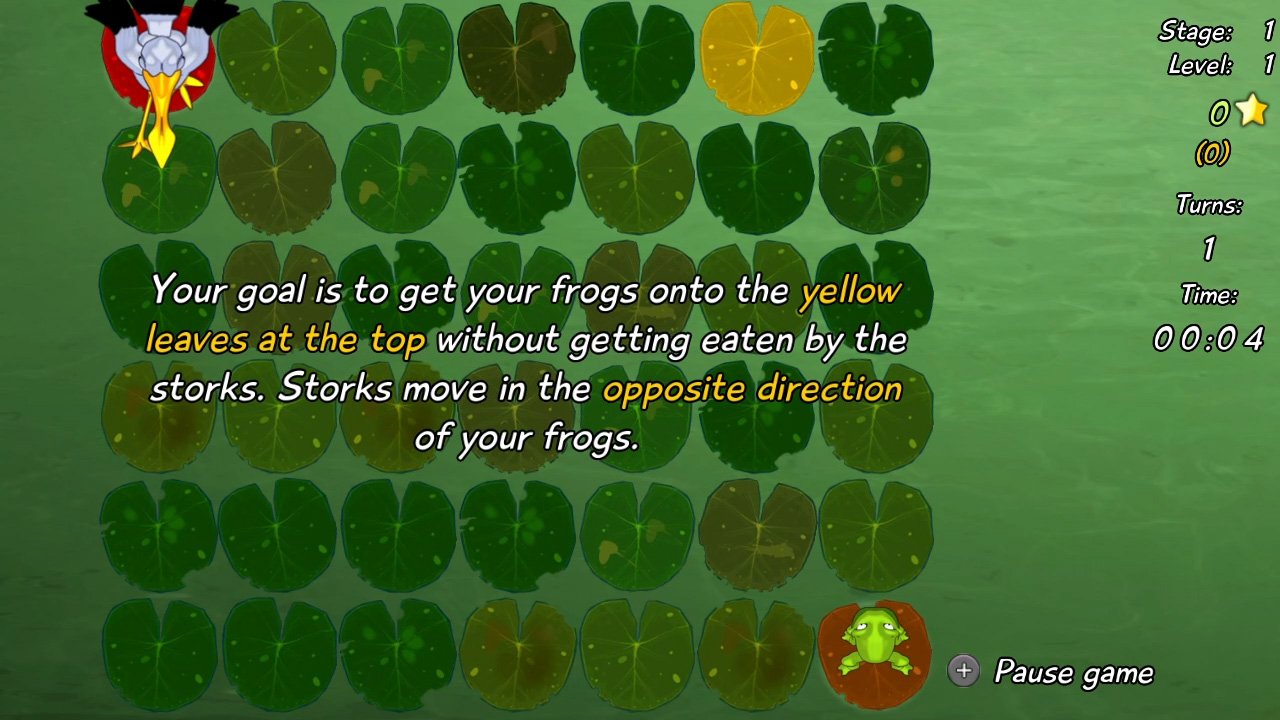 Stage: 1
Level: 1
0
(0)
Turns:
1
Time:
00:04
Your goal is to get your frogs onto the yellow
leaves at the top without getting eaten by the
storks. Storks move in the opposite direction
of your frogs.
+ Pause game